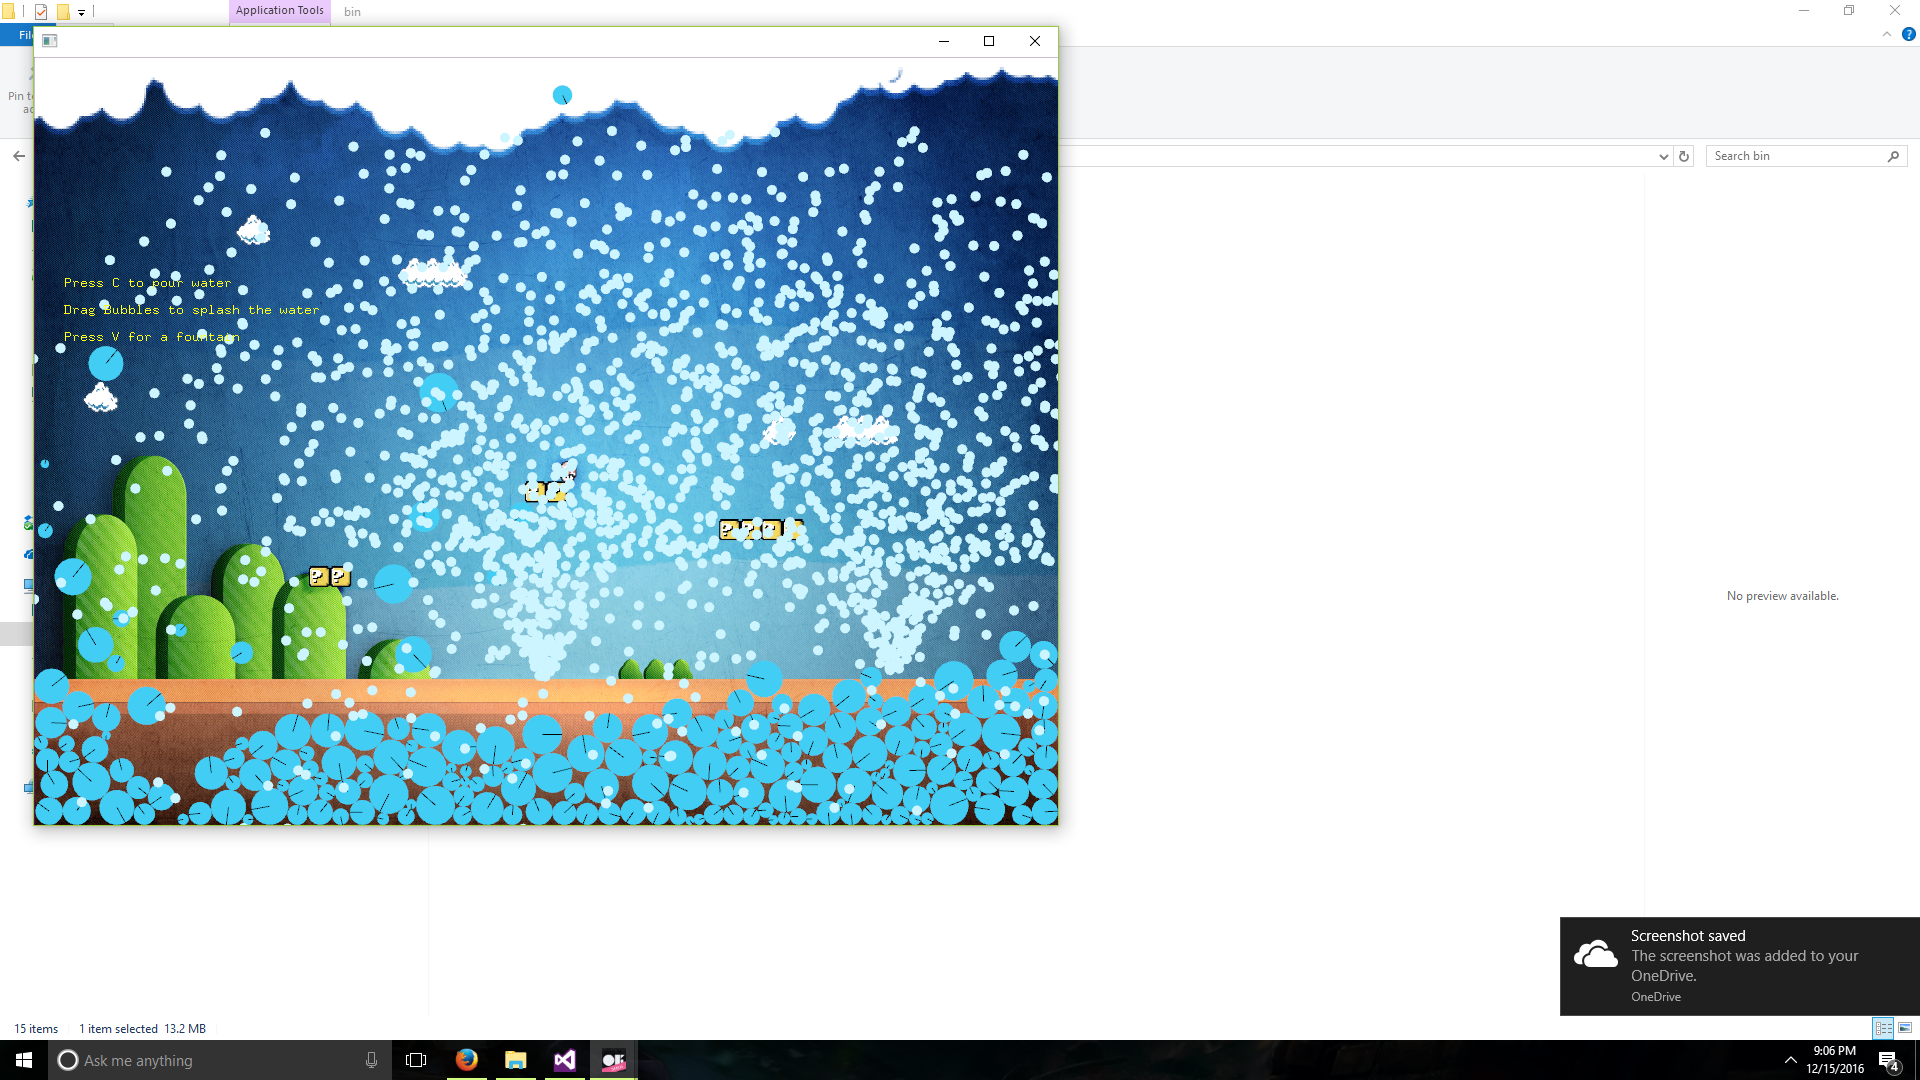 Application Tools
bin
File
Pin to
Search bin
Press C to pour water
Drag Bubbles to splash the water
Press V for a fountain
? ?
? ? ?
No preview available.
Screenshot saved
The screenshot was added to your
OneDrive.
OneDrive
15 items 1 item selected 13.2 MB
Ask me anything
9:06 PM
12/15/2016
4